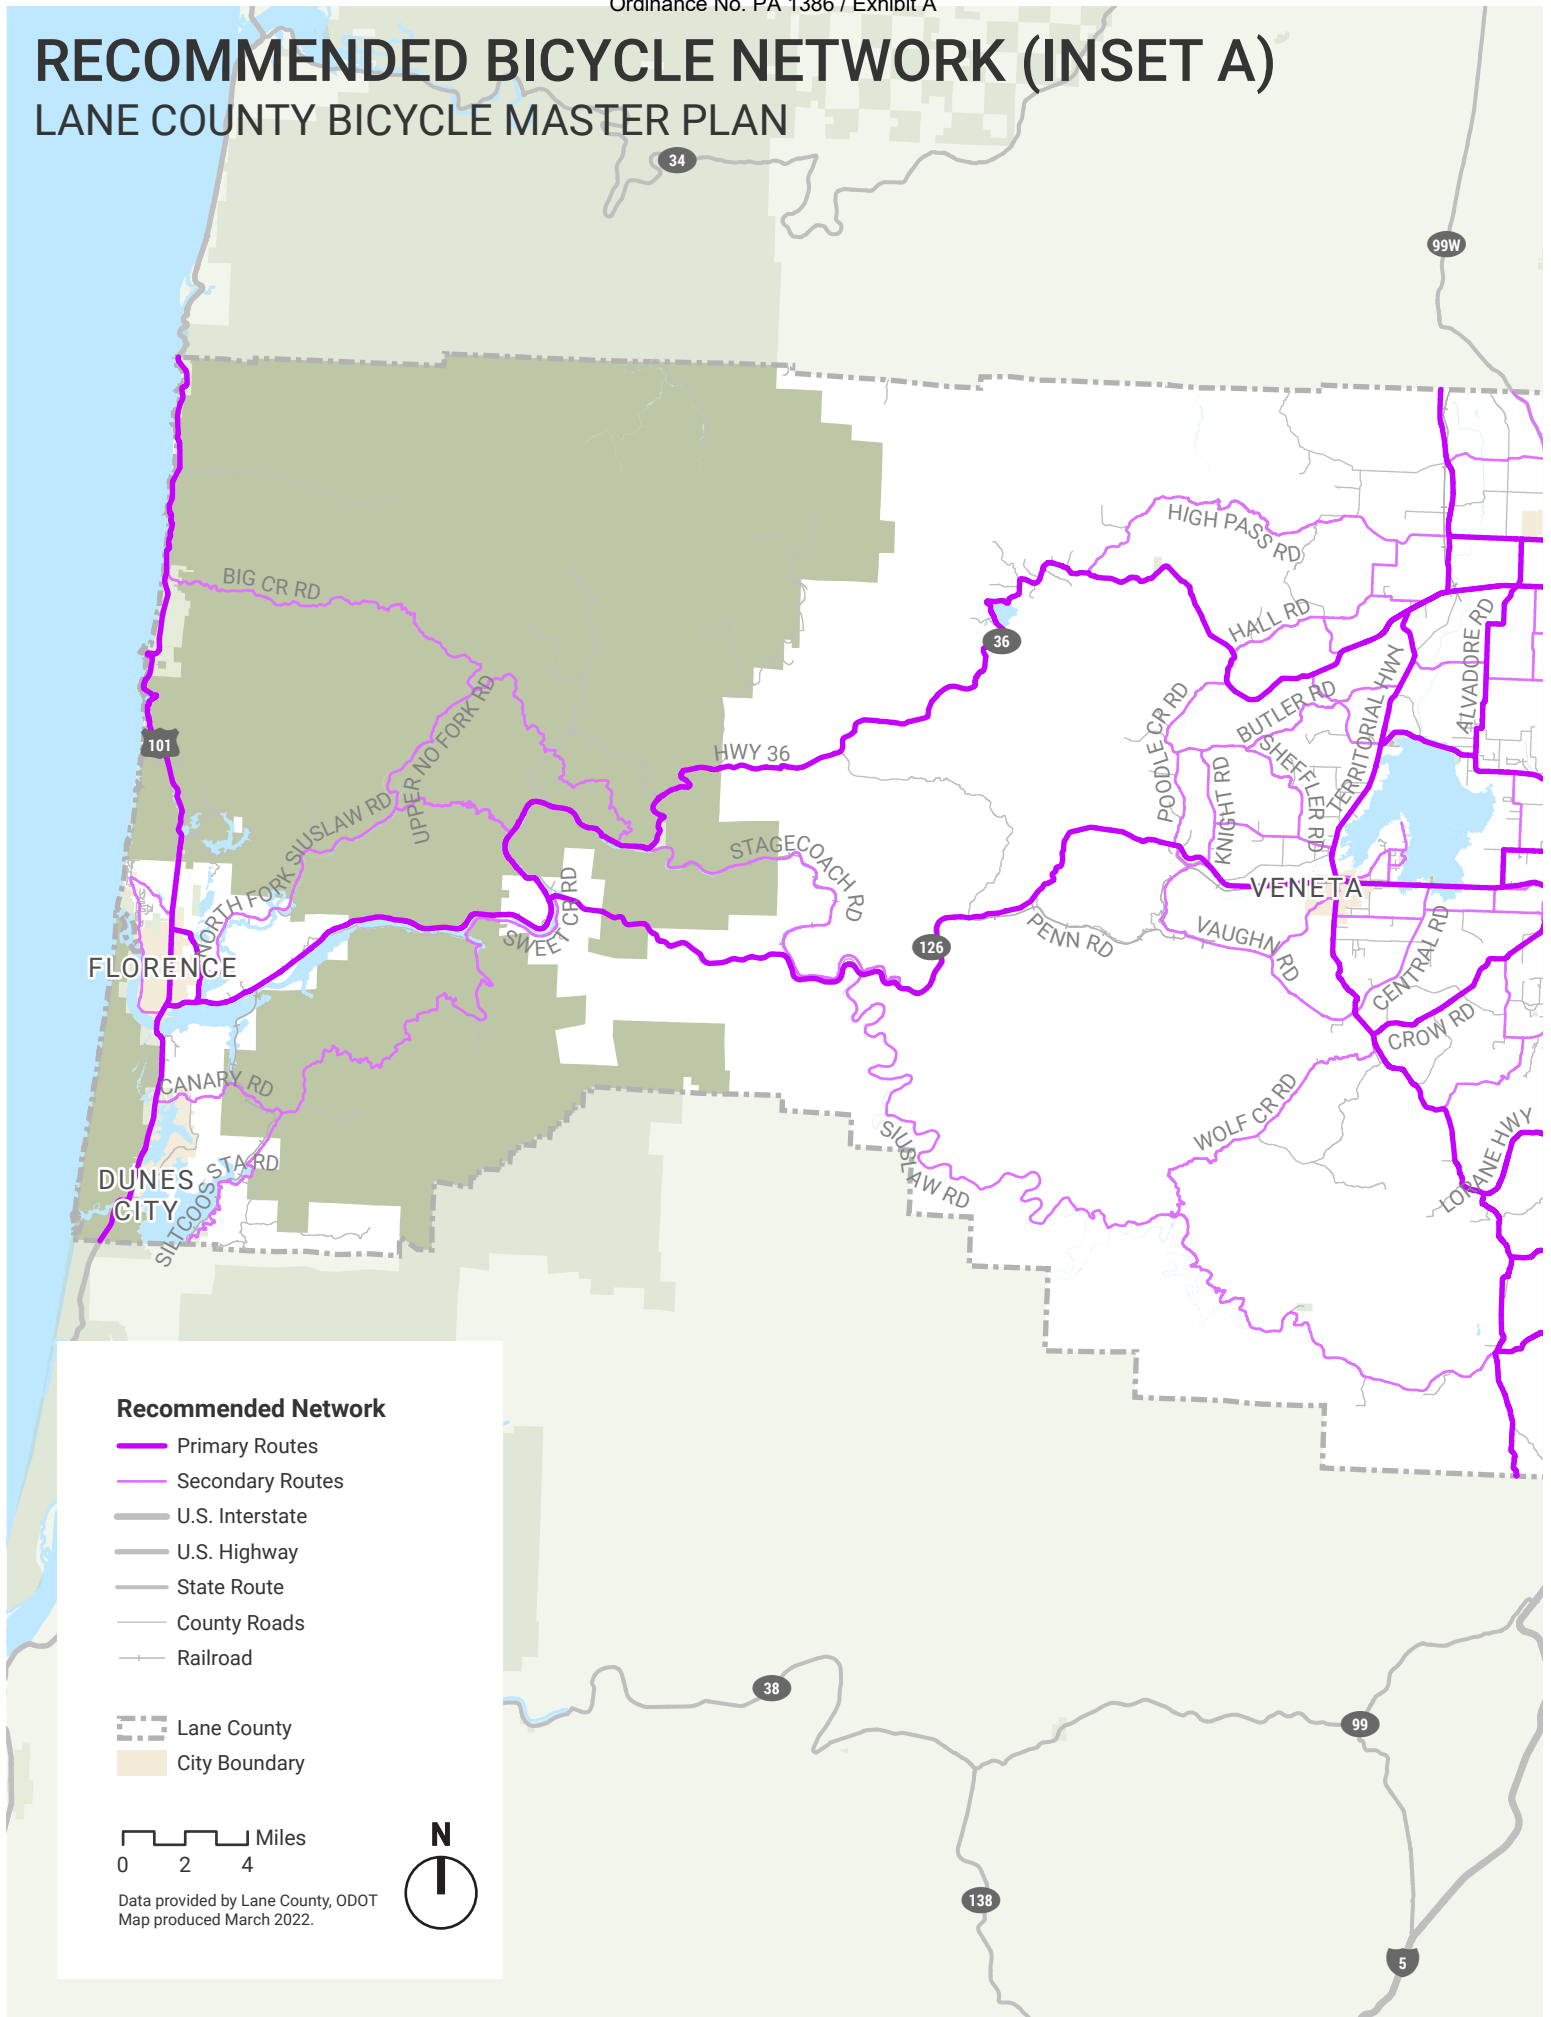 Ordinance No. PA 1386 / Exhibit A
RECOMMENDED BICYCLE NETWORK (INSET A)
LANE COUNTY BICYCLE MASTER PLAN
34
99W
HIGH PASS RD
BIG CR RD
HALL RD
36
ALVADORE RD
UPPER NO FORK RD
POODLE CR RD
BUTLER RD
TERRITORIAL HWY
101
HWY 36
SHEFFLER RD
KNIGHT RD
NORTH FORK SIUSLAW RD
STAGECOACH RD
SWEET CR RD
VENETA
126
PENN RD
VAUGHN RD
CENTRAL RD
FLORENCE
CROW RD
CANARY RD
WOLF CR RD
SIUSLAW RD
LORANE HWY
DUNES
CITY
SILTCOOS STA RD
Recommended Network
Primary Routes
Secondary Routes
U.S. Interstate
U.S. Highway
State Route
County Roads
Railroad
Lane County
City Boundary
Miles
0 2 4
N
Data provided by Lane County, ODOT
Map produced March 2022.
38
99
138
5